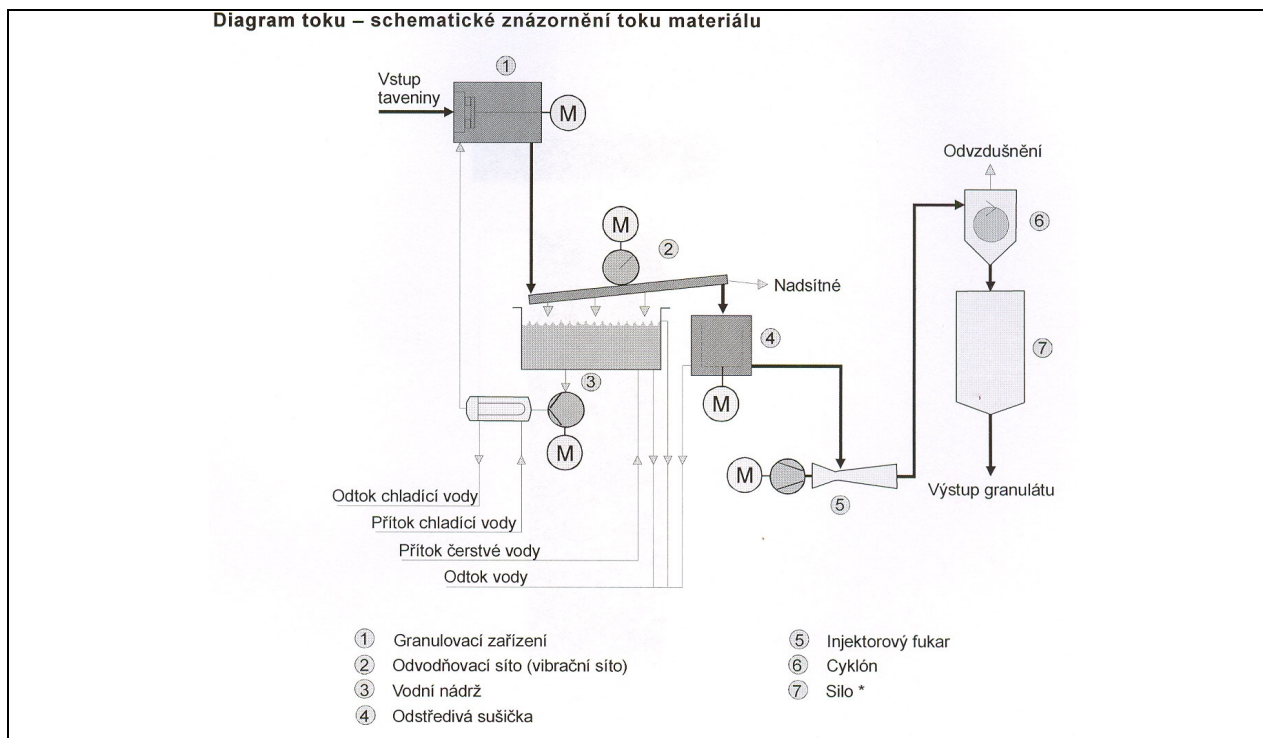 Diagram toku – schematické znázornění toku materiálu
1
Vstup
taveniny
M
Odvzdušnění
M
6
2
Nadsítné
4
7
3
M
M
M
5
Výstup granulátu
Odtok chladící vody
Přítok chladící vody
Přítok čerstvé vody
Odtok vody
1 Granulovací zařízení
2 Odvodňovací síto (vibrační síto)
3 Vodní nádrž
4 Odstředivá sušička
5 Injektorový fukar
6 Cyklón
7 Silo *